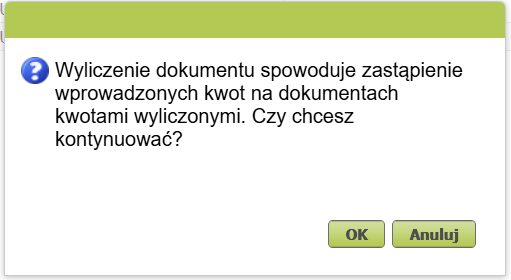 Wyliczenie dokumentu spowoduje zastąpienie
wprowadzonych kwot na dokumentach
kwotami wyliczonymi. Czy chcesz
kontynuować?
OK Anuluj